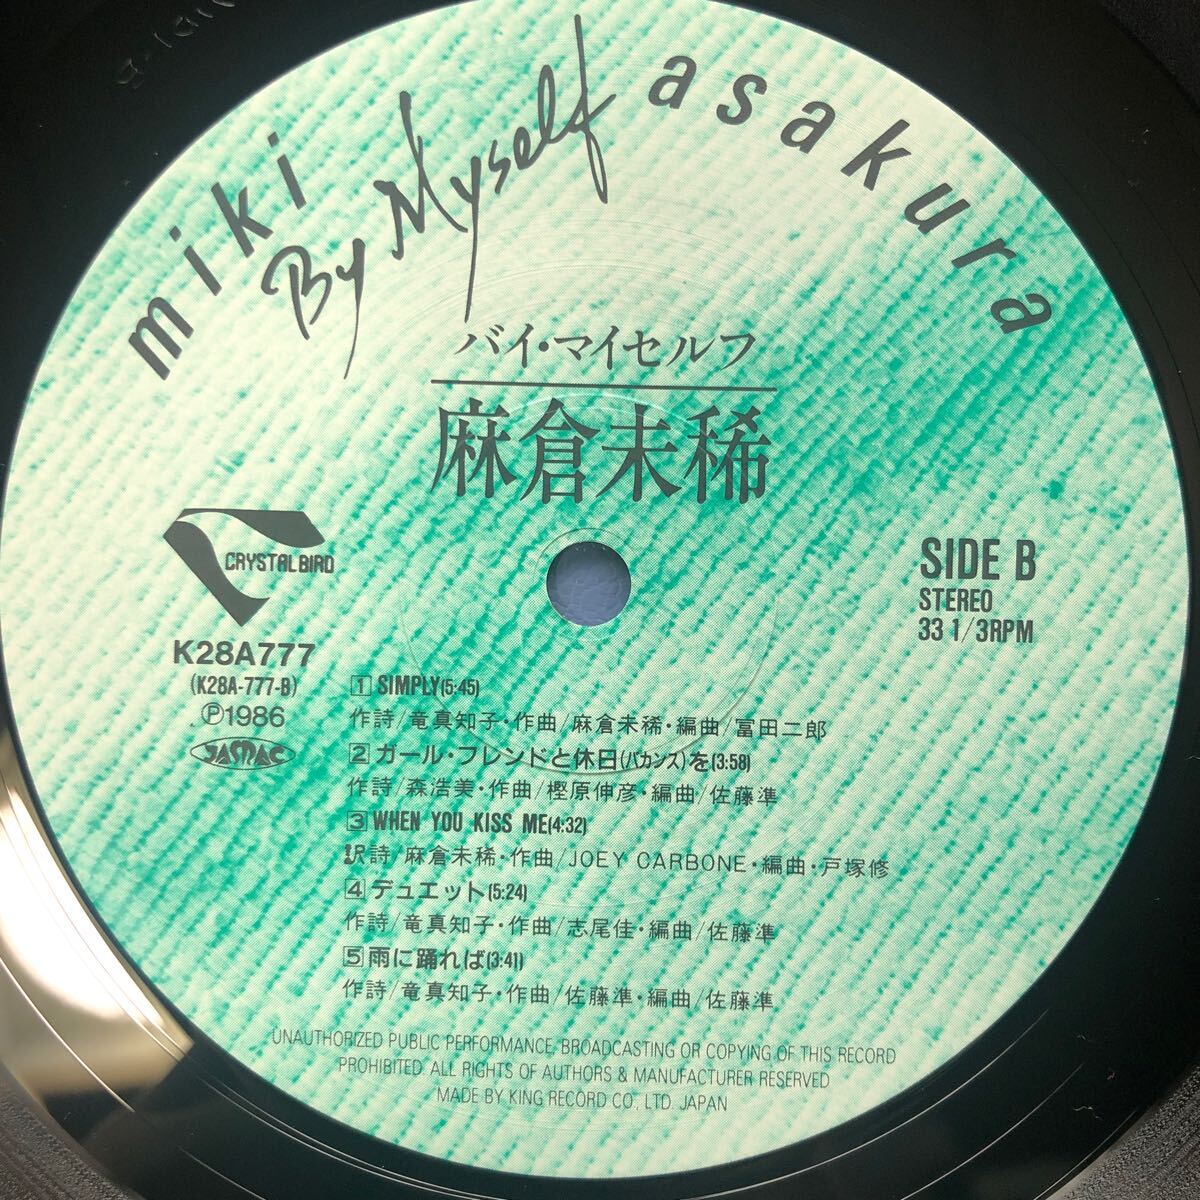 miki asakura
By Myself
バイ・マイセルフ
麻倉未稀
CRYSTAL BIRD
SIDE B
STEREO
33 1/3RPM
K28A777
(K28A-777-B)
Ⓟ1986
JASRAC
1 SIMPLY(5:45)
作詩/竜真知子・作曲/麻倉未稀・編曲/冨田二郎
2 ガール・フレンドと休日(バカンス)を(3:58)
作詩/森浩美・作曲/樫原伸彦・編曲/佐藤準
3 WHEN YOU KISS ME(4:32)
訳詩/麻倉未稀・作曲/JOEY CARBONE・編曲・戸塚修
4 デュエット(5:24)
作詩/竜真知子・作曲/志尾佳・編曲/佐藤準
5 雨に踊れば(3:41)
作詩/竜真知子・作曲/佐藤準・編曲/佐藤準
UNAUTHORIZED PUBLIC PERFORMANCE, BROADCASTING OR COPYING OF THIS RECORD
PROHIBITED. ALL RIGHTS OF AUTHORS & MANUFACTURER RESERVED
MADE BY KING RECORD CO., LTD. JAPAN